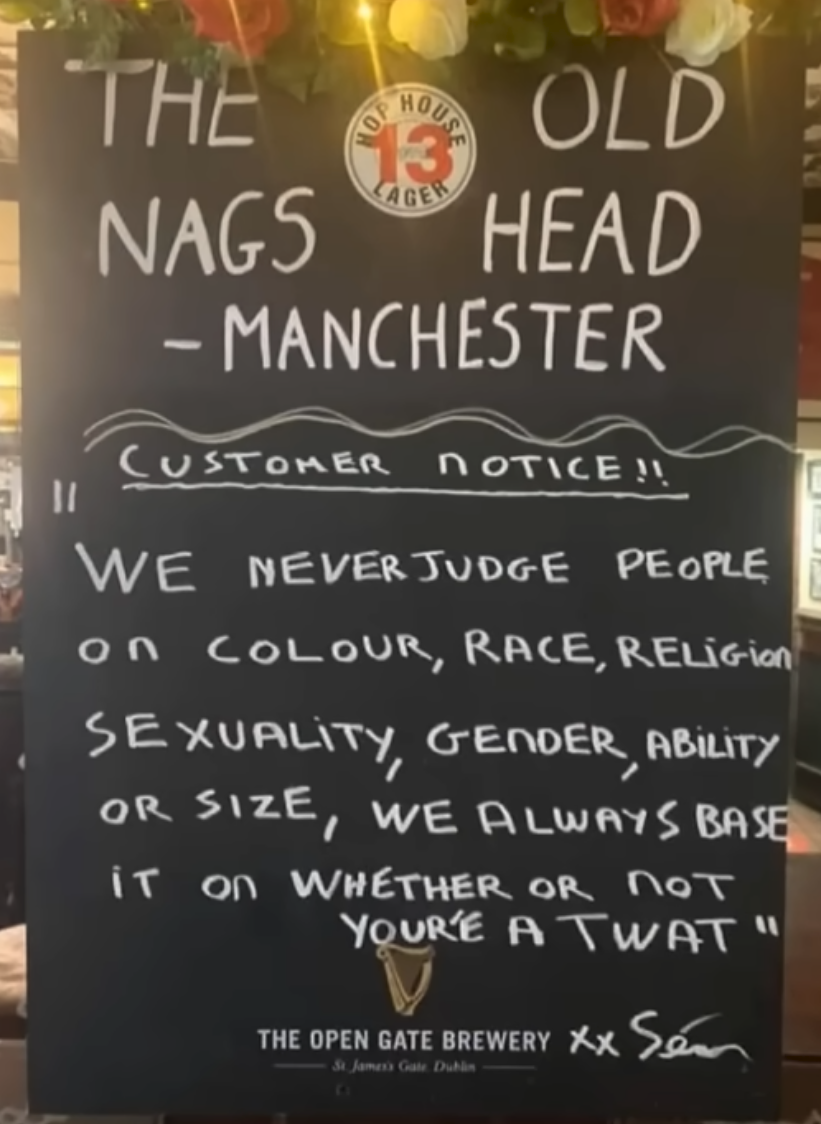 THE OLD
HOP HOUSE
13
LAGER
NAGS HEAD
- MANCHESTER
CUSTOMER NOTICE!!
"
WE NEVER JUDGE PEOPLE
ON COLOUR, RACE, RELiGion
SEXUALiTY, GENDER, ABiLiTY
OR SIZE, WE ALWAYS BASE
iT on WHETHER OR NOT
YOUR'E A TWAT "
THE OPEN GATE BREWERY xx Seán
St. James's Gate. Dublin